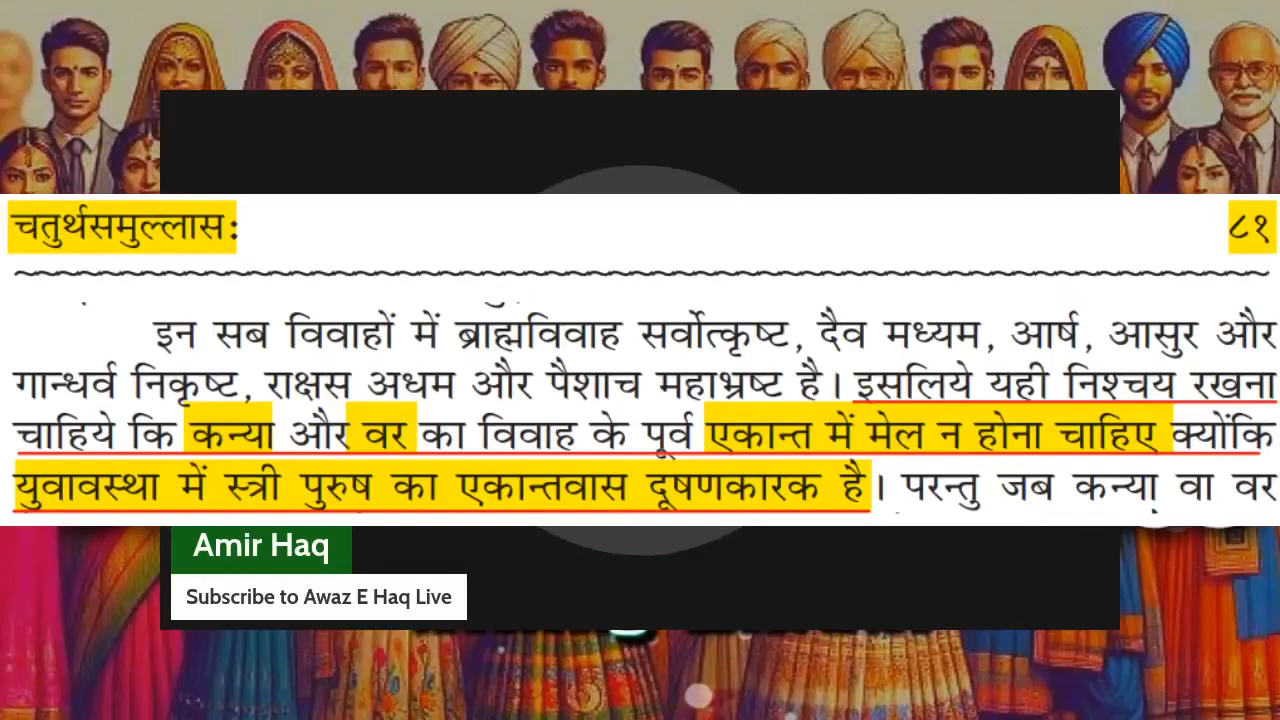 चतुर्थसमुल्लासः ८१
इन सब विवाहों में ब्राह्मविवाह सर्वोत्कृष्ट, दैव मध्यम, आर्ष, आसुर और
गान्धर्व निकृष्ट, राक्षस अधम और पैशाच महाभ्रष्ट है। इसलिये यही निश्चय रखना
चाहिये कि कन्या और वर का विवाह के पूर्व एकान्त में मेल न होना चाहिए क्योंकि
युवावस्था में स्त्री पुरुष का एकान्तवास दूषणकारक है। परन्तु जब कन्या वा वर
Amir Haq
Subscribe to Awaz E Haq Live